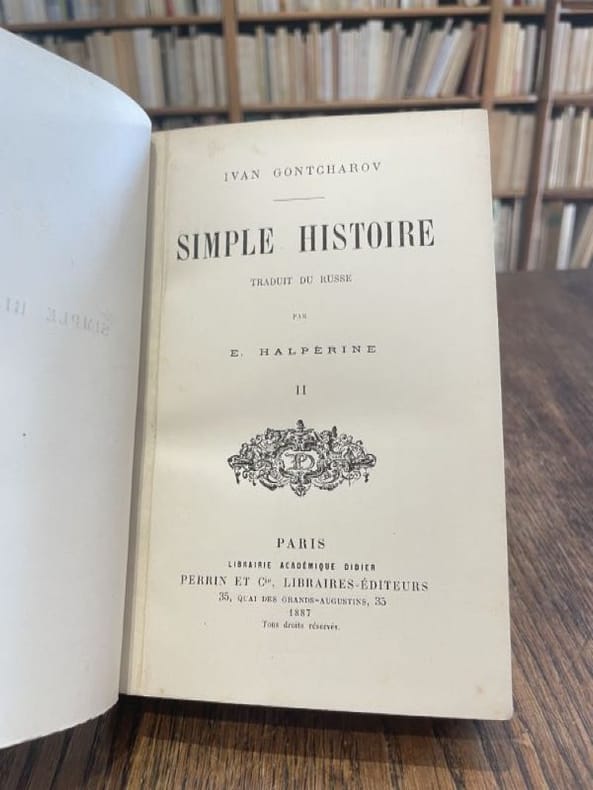 IVAN GONTCHAROV
SIMPLE HISTOIRE
TRADUIT DU RUSSE
PAR
E. HALPÉRINE
II
PARIS
LIBRAIRIE ACADÉMIQUE DIDIER
PERRIN ET Cie, LIBRAIRES-ÉDITEURS
35, QUAI DES GRANDS-AUGUSTINS, 35
1887
Tous droits réservés.